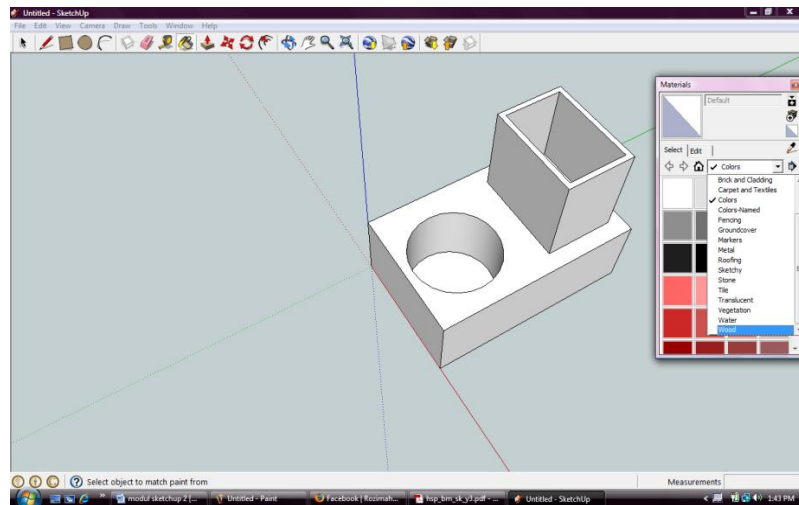 Untitled - SketchUp
File Edit View Camera Draw Tools Window Help
Materials
Default
Select Edit
Colors
Brick and Cladding
Carpet and Textiles
Colors
Colors-Named
Fencing
Groundcover
Markers
Metal
Roofing
Sketchy
Stone
Tile
Translucent
Vegetation
Water
Wood
Select object to match paint from
Measurements
modul sketchup 2 [...
Untitled - Paint
Facebook | Rozimah...
hsp_bm_sk_y3.pdf - ...
Untitled - SketchUp
1:43 PM